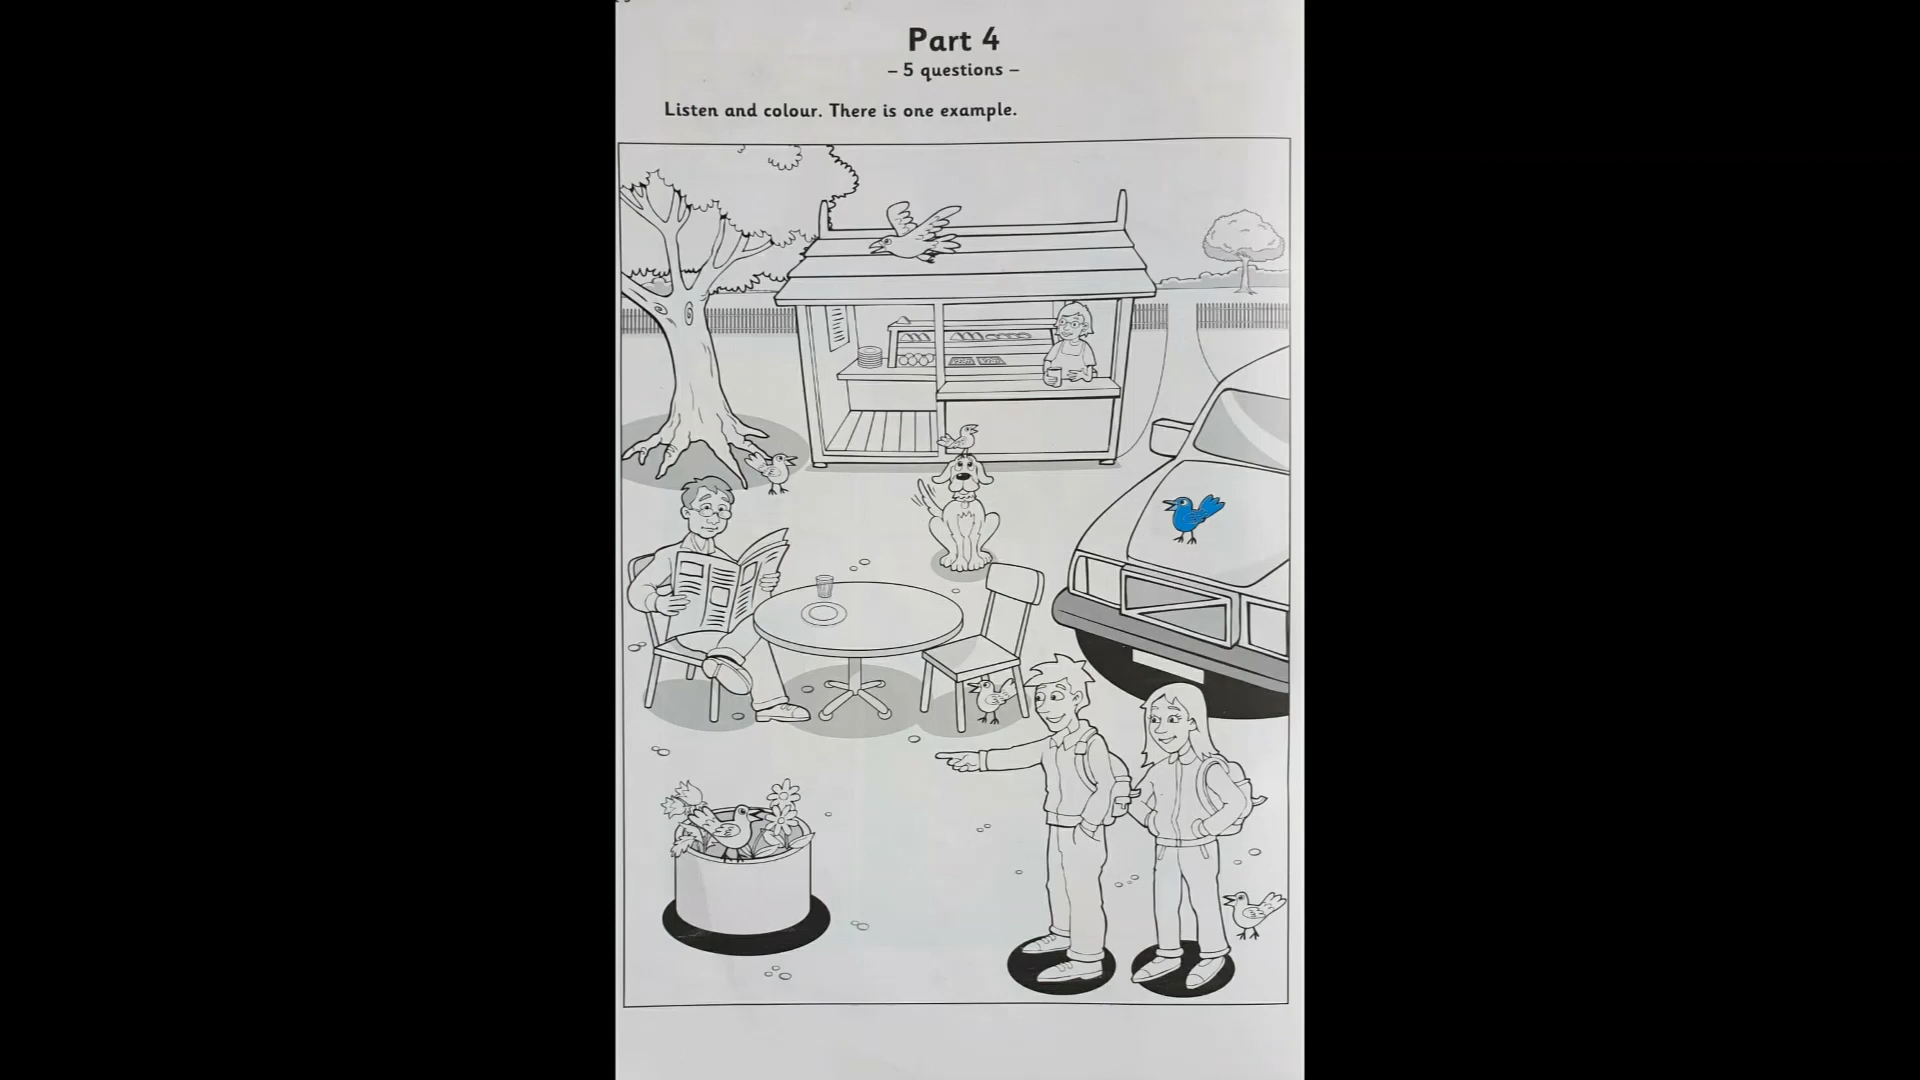 Part 4
– 5 questions –
Listen and colour. There is one example.